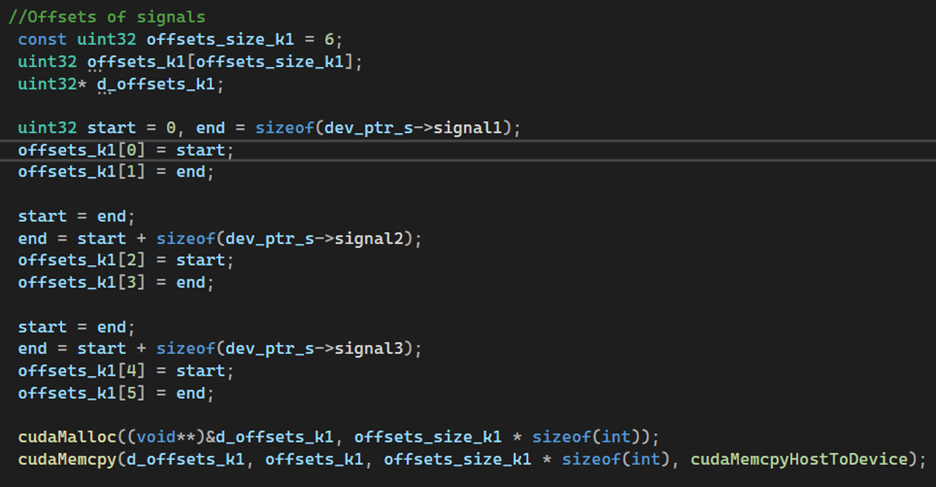 //Offsets of signals
const uint32 offsets_size_k1 = 6;
uint32 offsets_k1[offsets_size_k1];
uint32* d_offsets_k1;
uint32 start = 0, end = sizeof(dev_ptr_s->signal1);
offsets_k1[0] = start;
offsets_k1[1] = end;
start = end;
end = start + sizeof(dev_ptr_s->signal2);
offsets_k1[2] = start;
offsets_k1[3] = end;
start = end;
end = start + sizeof(dev_ptr_s->signal3);
offsets_k1[4] = start;
offsets_k1[5] = end;
cudaMalloc((void**)&d_offsets_k1, offsets_size_k1 * sizeof(int));
cudaMemcpy(d_offsets_k1, offsets_k1, offsets_size_k1 * sizeof(int), cudaMemcpyHostToDevice);